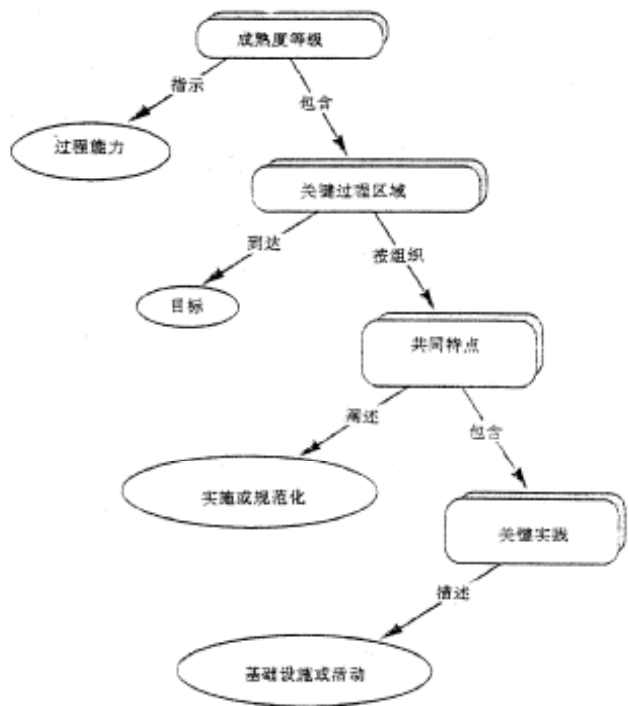 成熟度等级
指示
包含
过程能力
关键过程区域
到达
按组织
目标
共同特点
阐述
包含
实施或规范化
关键实践
描述
基础设施或活动